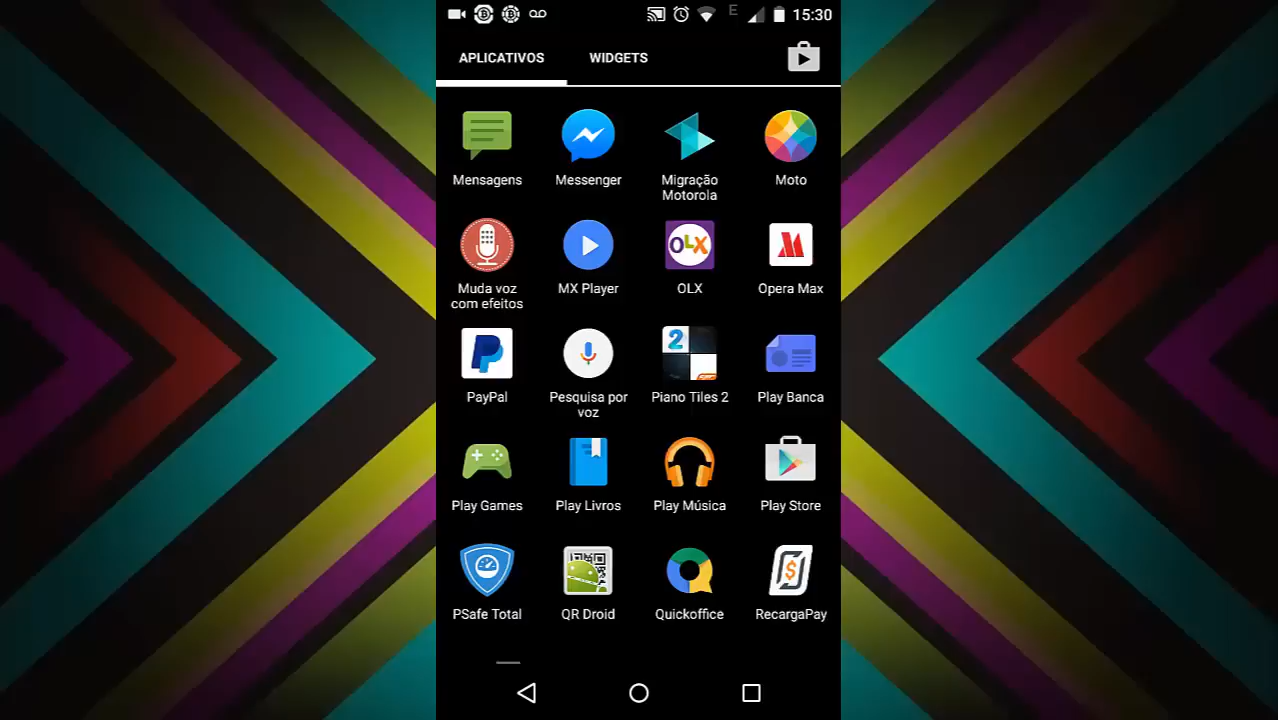 E 15:30
APLICATIVOS WIDGETS
Mensagens Messenger Migração Motorola Moto
OLX
Muda voz com efeitos MX Player OLX Opera Max
2
PayPal Pesquisa por voz Piano Tiles 2 Play Banca
Play Games Play Livros Play Música Play Store
PSafe Total QR Droid Quickoffice RecargaPay